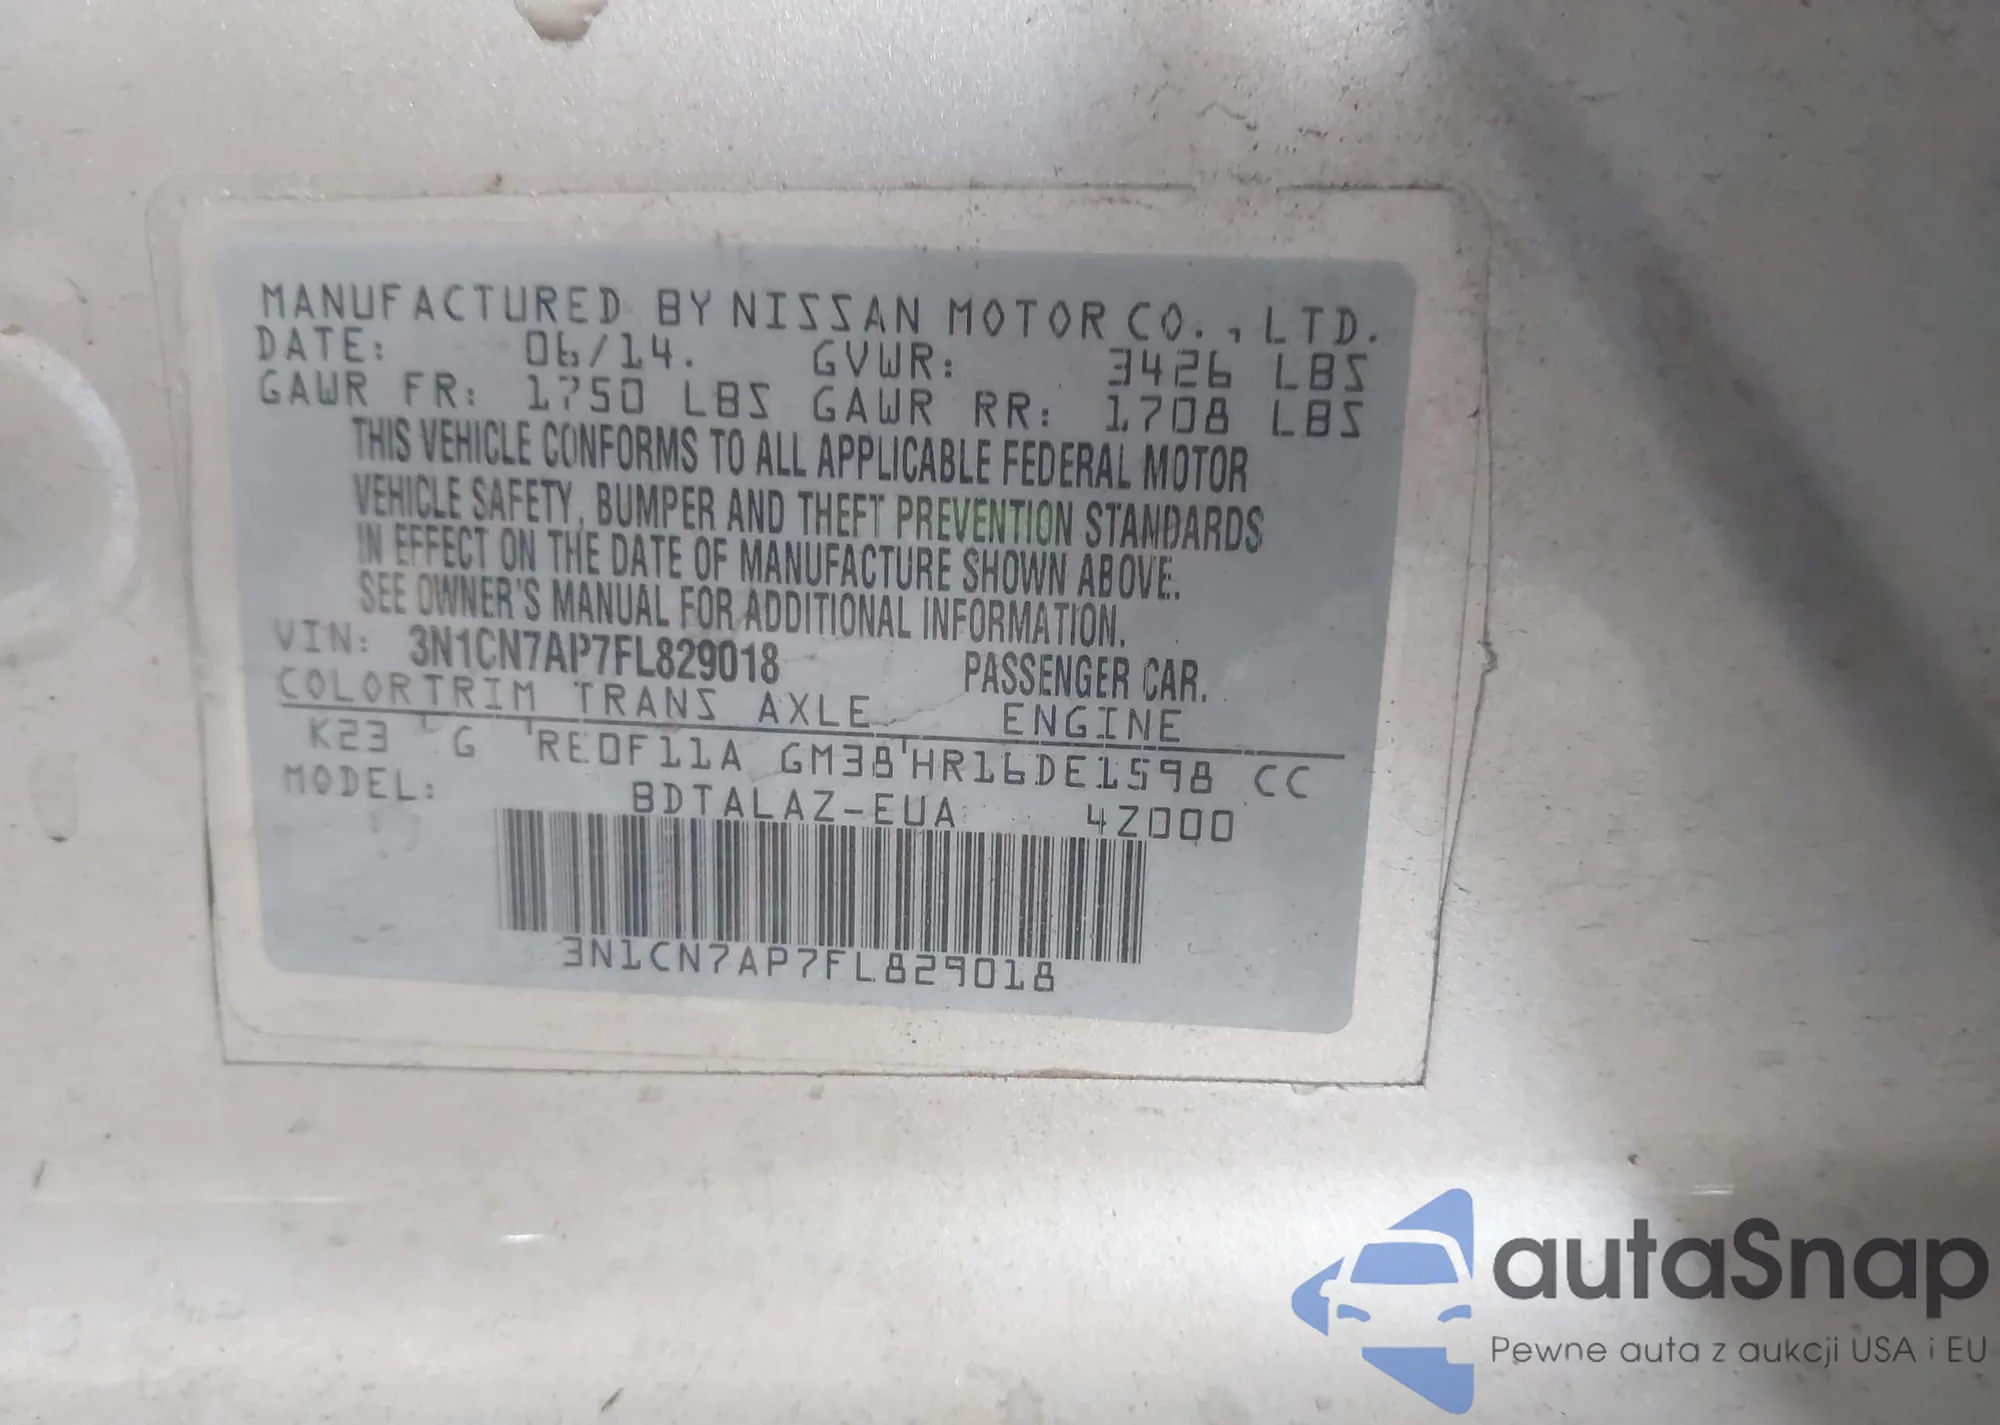 MANUFACTURED BY NISSAN MOTOR CO., LTD.
DATE: 06/14. GVWR: 3426 LBS
GAWR FR: 1750 LBS GAWR RR: 1708 LBS
THIS VEHICLE CONFORMS TO ALL APPLICABLE FEDERAL MOTOR
VEHICLE SAFETY, BUMPER AND THEFT PREVENTION STANDARDS
IN EFFECT ON THE DATE OF MANUFACTURE SHOWN ABOVE.
SEE OWNER'S MANUAL FOR ADDITIONAL INFORMATION.
VIN: 3N1CN7AP7FL829018 PASSENGER CAR.
COLOR TRIM TRANS AXLE ENGINE
K23 G RE0F11A GM38 HR16DE1598 CC
MODEL: BDTALAZ-EUA 4Z000
3N1CN7AP7FL829018
autaSnap
Pewne auta z aukcji USA i EU